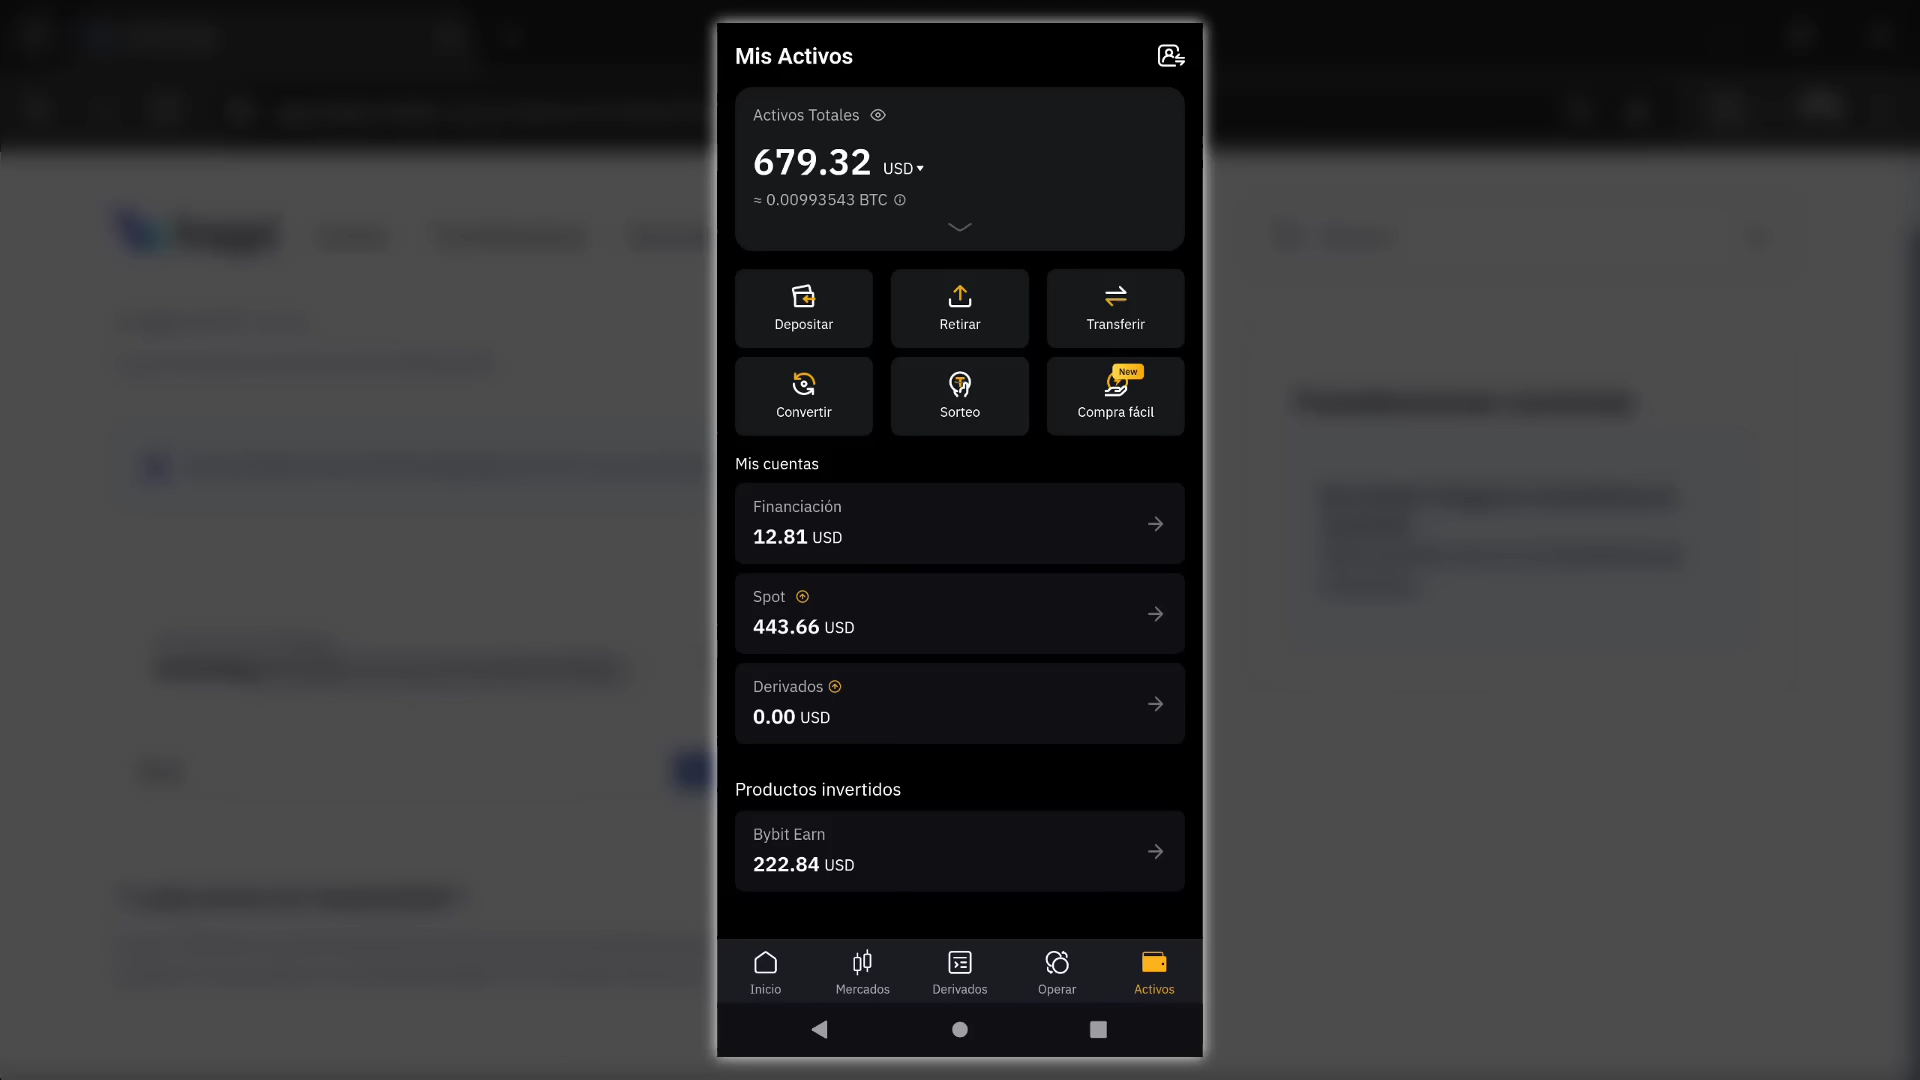 Mis Activos
Activos Totales
679.32 USD
≈ 0.00993543 BTC
Depositar
Retirar
Transferir
Convertir
Sorteo
New
Compra fácil
Mis cuentas
Financiación
12.81 USD
Spot
443.66 USD
Derivados
0.00 USD
Productos invertidos
Bybit Earn
222.84 USD
Inicio
Mercados
Derivados
Operar
Activos